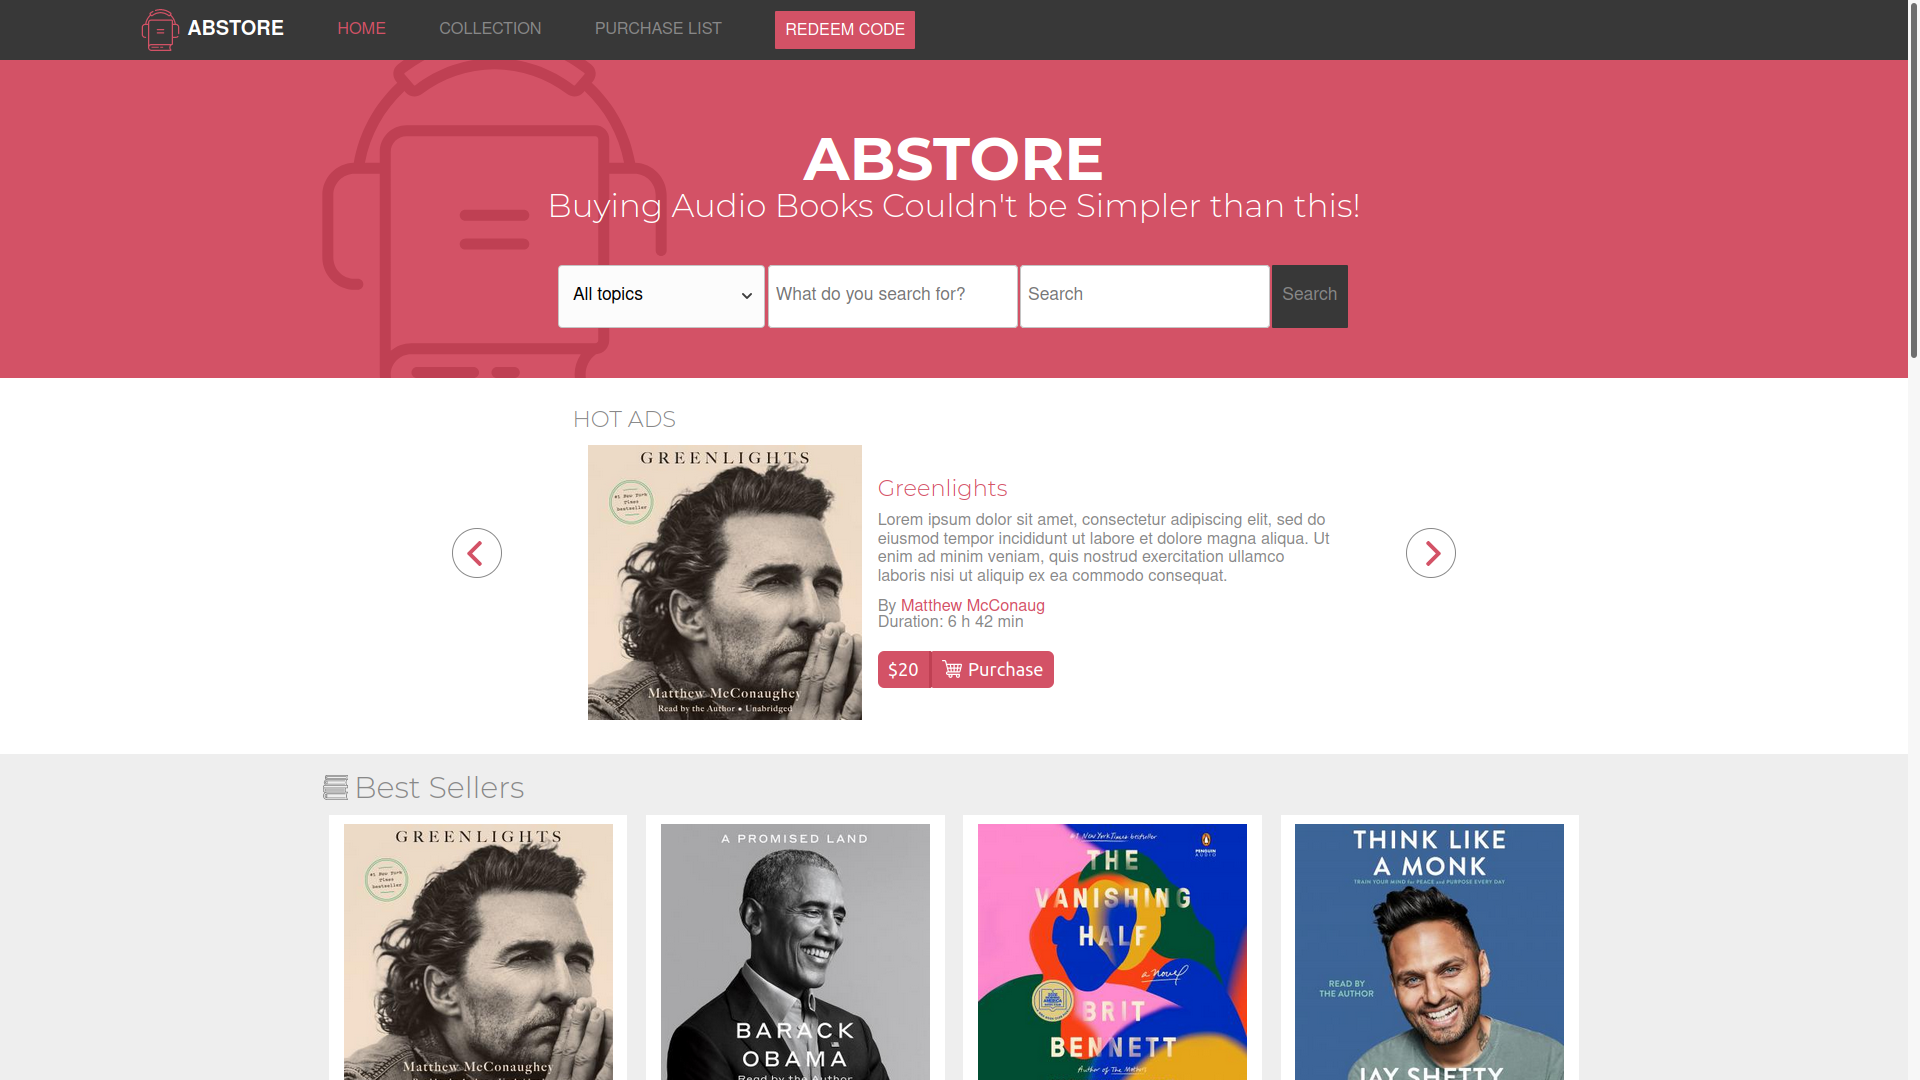 ABSTORE
HOME
COLLECTION
PURCHASE LIST
REDEEM CODE
ABSTORE
Buying Audio Books Couldn't be Simpler than this!
All topics
What do you search for?
Search
Search
HOT ADS
GREENLIGHTS
#1 New York
Times
Bestseller
Matthew McConaughey
Read by the Author • Unabridged
Greenlights
Lorem ipsum dolor sit amet, consectetur adipiscing elit, sed do
eiusmod tempor incididunt ut labore et dolore magna aliqua. Ut
enim ad minim veniam, quis nostrud exercitation ullamco
laboris nisi ut aliquip ex ea commodo consequat.
By Matthew McConaug
Duration: 6 h 42 min
$20
Purchase
Best Sellers
GREENLIGHTS
#1 New York
Times
Bestseller
Matthew McConaughey
A PROMISED LAND
BARACK
OBAMA
Read by the Author
#1 New York Times bestseller
PENGUIN
AUDIO
THE
VANISHING
HALF
a novel
BRIT
BENNETT
Author of The Mothers
THINK LIKE
A MONK
TRAIN YOUR MIND for PEACE and PURPOSE EVERY DAY
READ BY
THE AUTHOR
JAY SHETTY